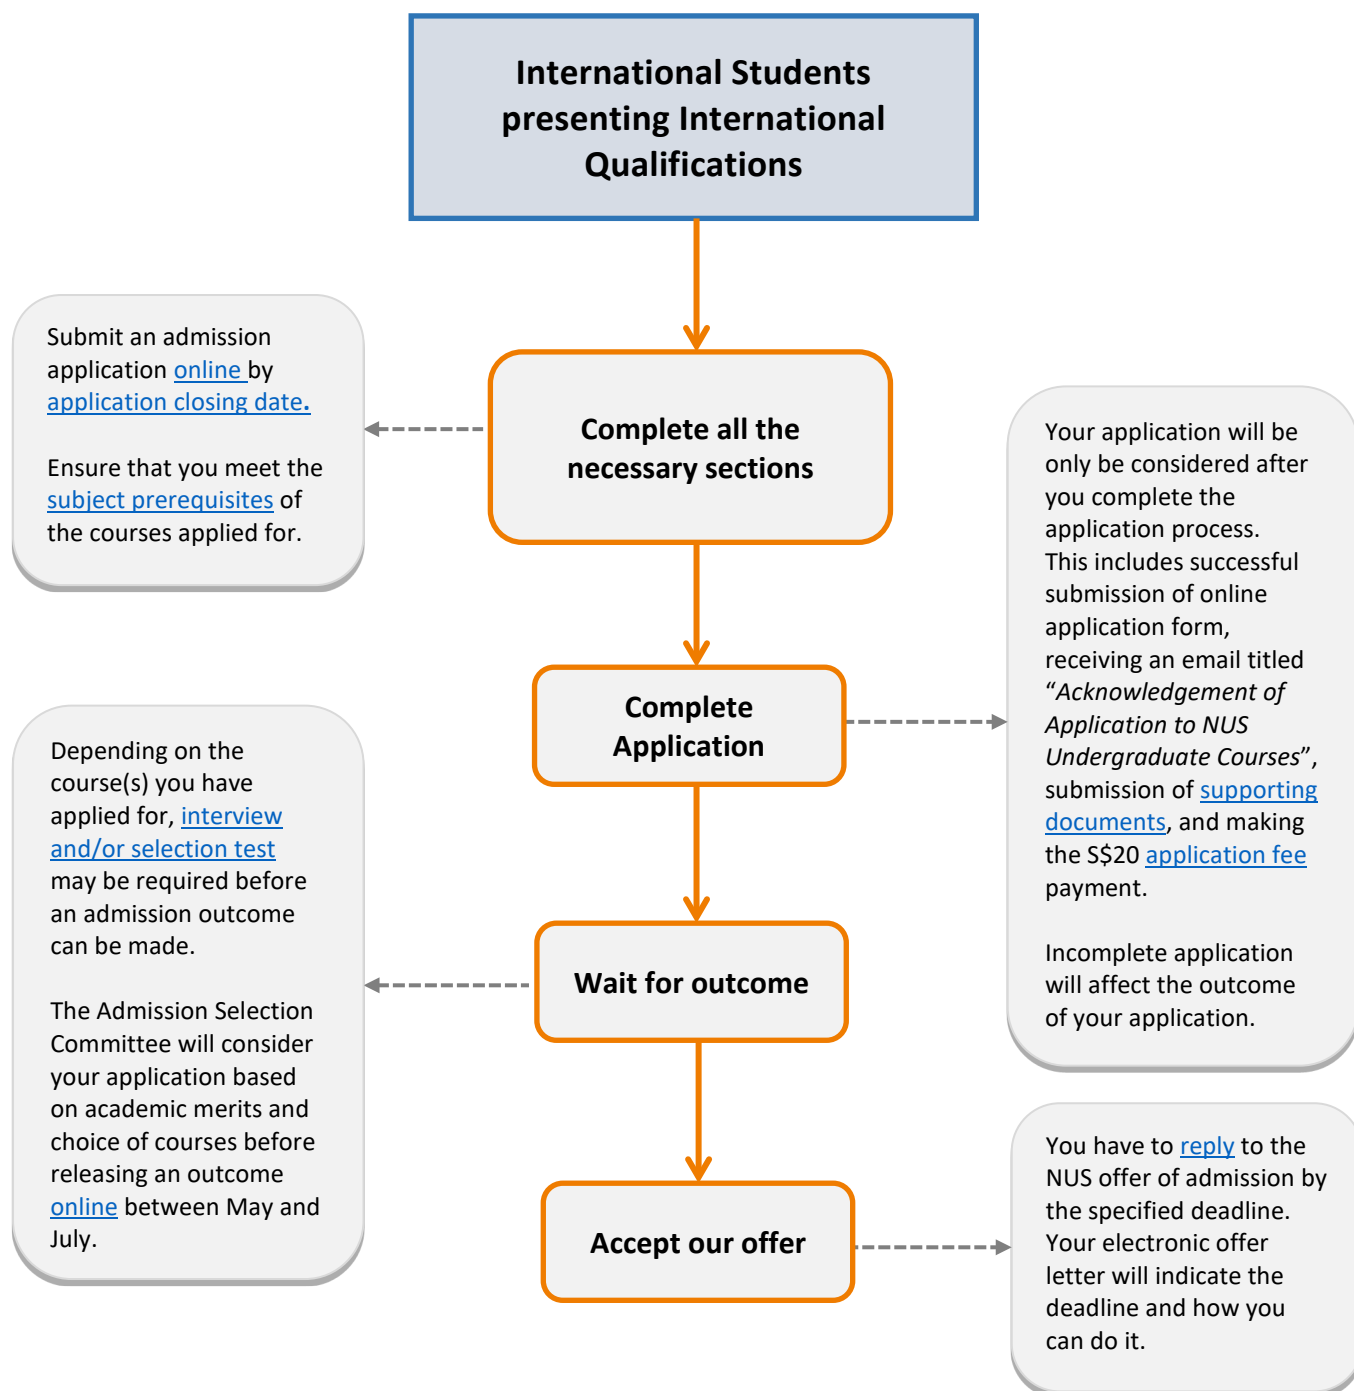 International Students
presenting International
Qualifications
Submit an admission
application online by
application closing date.
Ensure that you meet the
subject prerequisites of
the courses applied for.
Complete all the
necessary sections
Your application will be
only be considered after
you complete the
application process.
This includes successful
submission of online
application form,
receiving an email titled
“Acknowledgement of
Application to NUS
Undergraduate Courses”,
submission of supporting
documents, and making
the S$20 application fee
payment.
Incomplete application
will affect the outcome
of your application.
Complete
Application
Depending on the
course(s) you have
applied for, interview
and/or selection test
may be required before
an admission outcome
can be made.
The Admission Selection
Committee will consider
your application based
on academic merits and
choice of courses before
releasing an outcome
online between May and
July.
Wait for outcome
Accept our offer
You have to reply to the
NUS offer of admission by
the specified deadline.
Your electronic offer
letter will indicate the
deadline and how you
can do it.